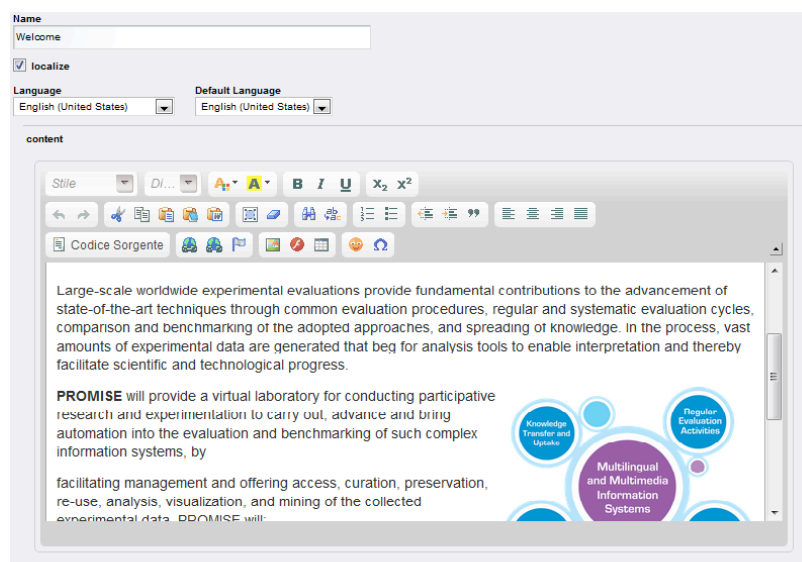 Name
Welcome
localize
Language Default Language
English (United States) English (United States)
content
Stile Di... A A B I U X₂ X²
Codice Sorgente Ω
Large-scale worldwide experimental evaluations provide fundamental contributions to the advancement of
state-of-the-art techniques through common evaluation procedures, regular and systematic evaluation cycles,
comparison and benchmarking of the adopted approaches, and spreading of knowledge. In the process, vast
amounts of experimental data are generated that beg for analysis tools to enable interpretation and thereby
facilitate scientific and technological progress.
PROMISE will provide a virtual laboratory for conducting participative
research and experimentation to carry out, advance and bring
automation into the evaluation and benchmarking of such complex
information systems, by
facilitating management and offering access, curation, preservation,
re-use, analysis, visualization, and mining of the collected
experimental data. PROMISE will:
Knowledge
Transfer and
Uptake
Regular
Evaluation
Activities
Multilingual
and Multimedia
Information
Systems